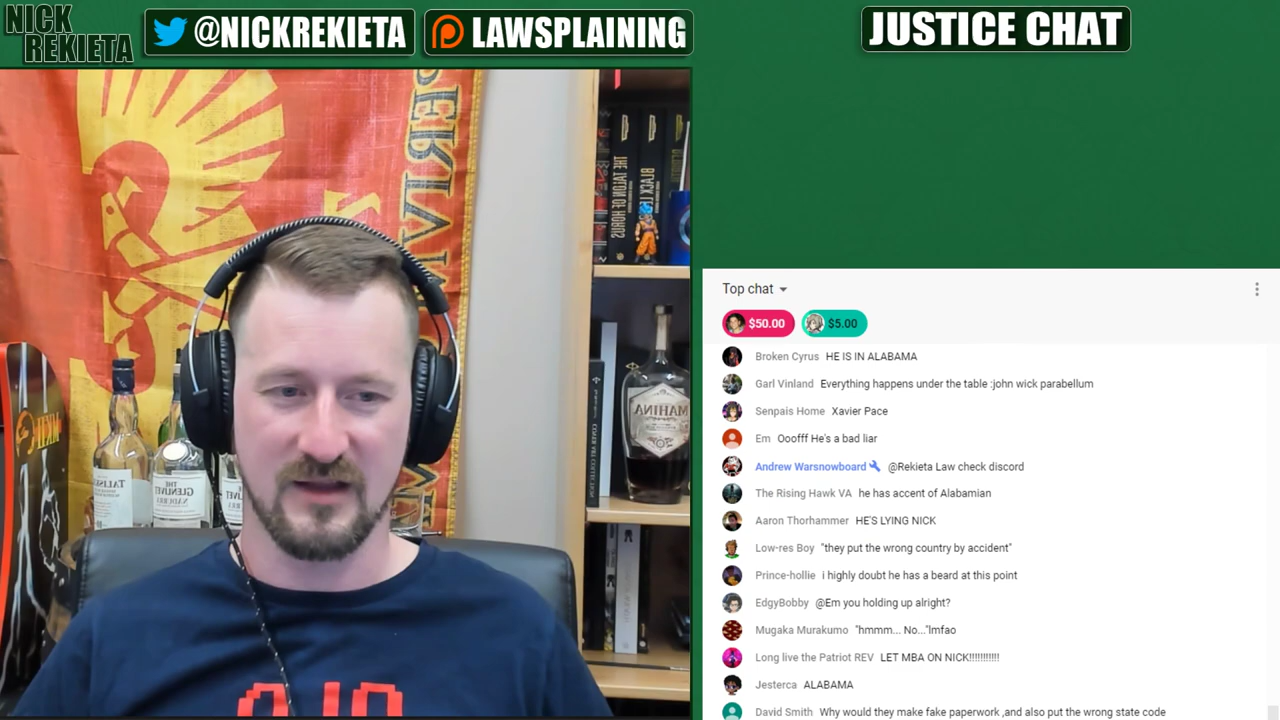 NICK
REKIETA
@NICKREKIETA
LAWSPLAINING
JUSTICE CHAT
Top chat
$50.00
$5.00
Broken Cyrus HE IS IN ALABAMA
Garl Vinland Everything happens under the table :john wick parabellum
Senpais Home Xavier Pace
Em Ooofff He's a bad liar
Andrew Warsnowboard @Rekieta Law check discord
The Rising Hawk VA he has accent of Alabamian
Aaron Thorhammer HE'S LYING NICK
Low-res Boy "they put the wrong country by accident"
Prince-hollie i highly doubt he has a beard at this point
EdgyBobby @Em you holding up alright?
Mugaka Murakumo "hmmm... No..."lmfao
Long live the Patriot REV LET MBA ON NICK!!!!!!!!!!!
Jesterca ALABAMA
David Smith Why would they make fake paperwork ,and also put the wrong state code
THE TALON OF HORUS
MAHINA
GLENLIVET